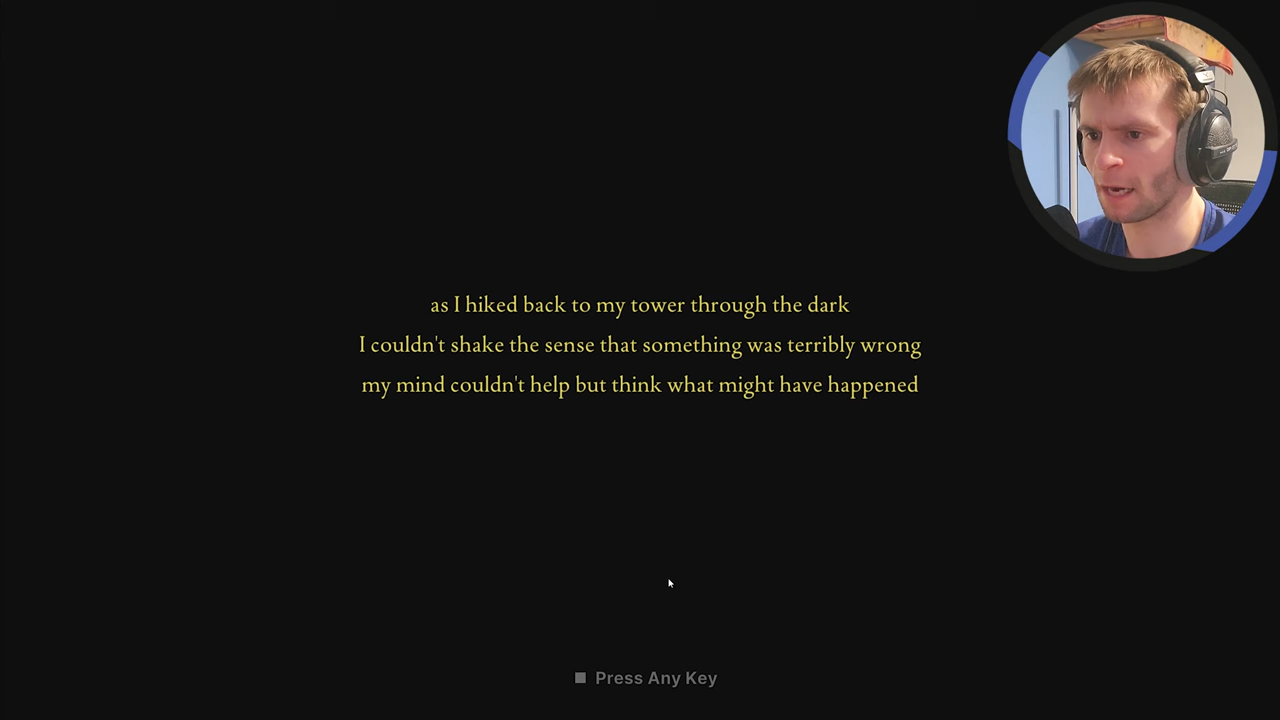 as I hiked back to my tower through the dark
I couldn't shake the sense that something was terribly wrong
my mind couldn't help but think what might have happened
Press Any Key